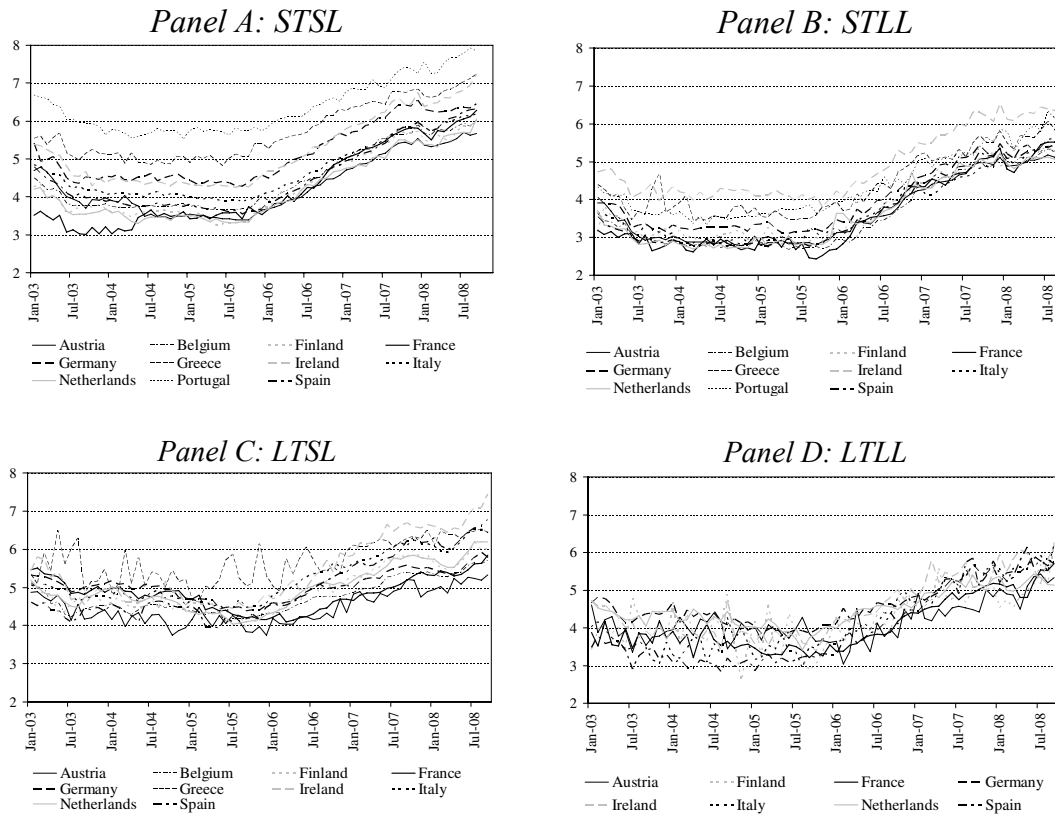 Panel A: STSL
8
7
6
5
4
3
2
Jan-03 Jul-03 Jan-04 Jul-04 Jan-05 Jul-05 Jan-06 Jul-06 Jan-07 Jul-07 Jan-08 Jul-08
Austria Belgium Finland France
Germany Greece Ireland Italy
Netherlands Portugal Spain
Panel B: STLL
8
7
6
5
4
3
2
Jan-03 Jul-03 Jan-04 Jul-04 Jan-05 Jul-05 Jan-06 Jul-06 Jan-07 Jul-07 Jan-08 Jul-08
Austria Belgium Finland France
Germany Greece Ireland Italy
Netherlands Portugal Spain
Panel C: LTSL
8
7
6
5
4
3
2
Jan-03 Jul-03 Jan-04 Jul-04 Jan-05 Jul-05 Jan-06 Jul-06 Jan-07 Jul-07 Jan-08 Jul-08
Austria Belgium Finland France
Germany Greece Ireland Italy
Netherlands Spain
Panel D: LTLL
8
7
6
5
4
3
2
Jan-03 Jul-03 Jan-04 Jul-04 Jan-05 Jul-05 Jan-06 Jul-06 Jan-07 Jul-07 Jan-08 Jul-08
Austria Finland France Germany
Ireland Italy Netherlands Spain